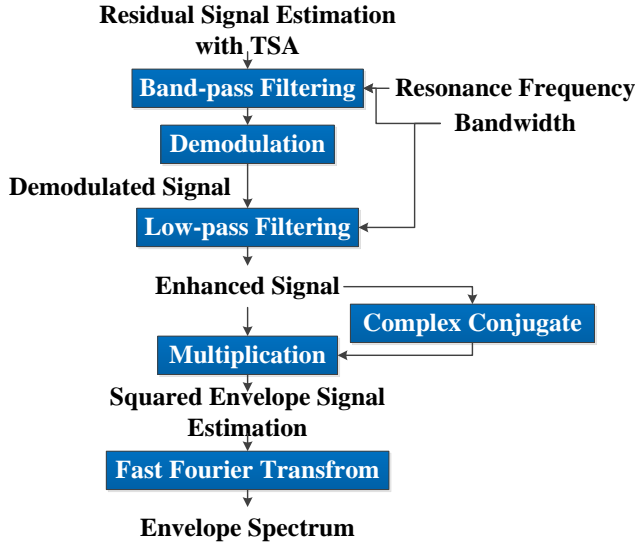 Residual Signal Estimation
with TSA
Band-pass Filtering
Resonance Frequency
Bandwidth
Demodulation
Demodulated Signal
Low-pass Filtering
Enhanced Signal
Complex Conjugate
Multiplication
Squared Envelope Signal
Estimation
Fast Fourier Transfrom
Envelope Spectrum